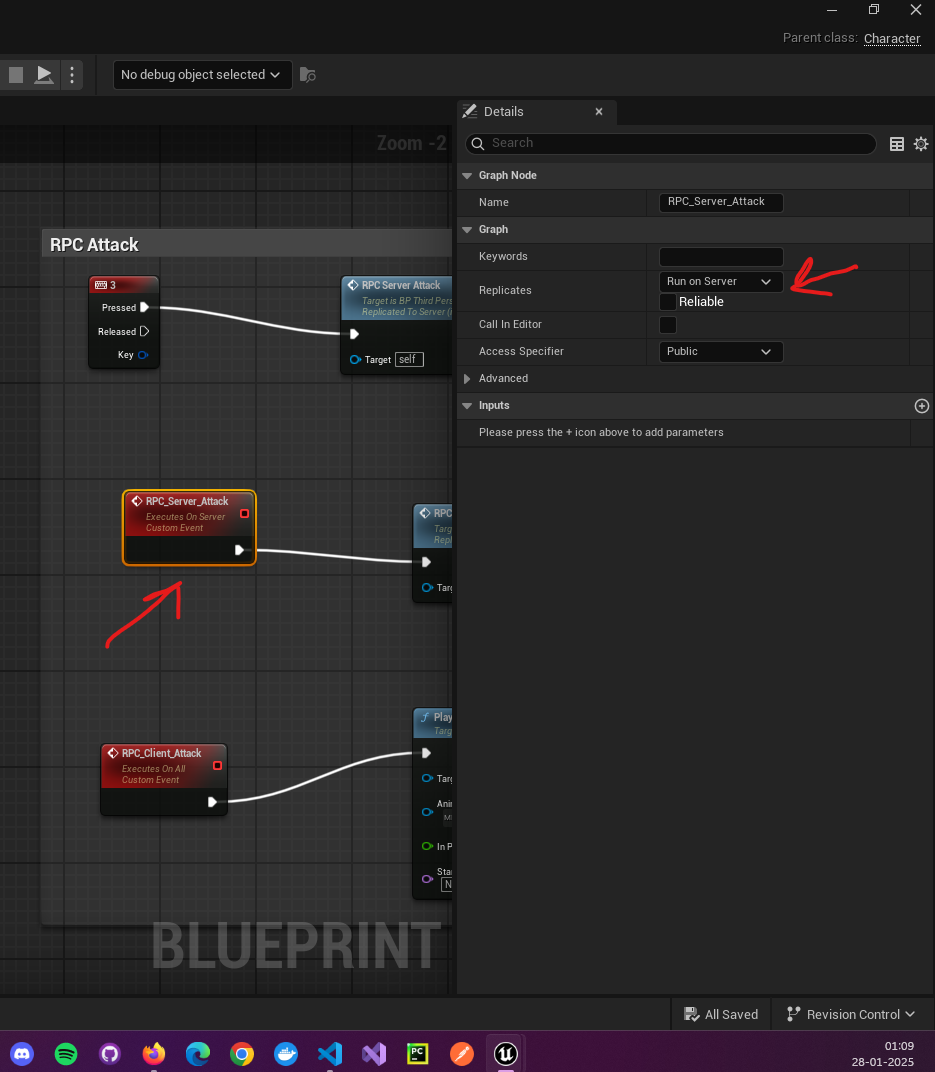 Parent class: Character
No debug object selected
Details
Zoom -2
Search
Graph Node
Name
RPC_Server_Attack
Graph
Keywords
Replicates
Run on Server
Reliable
Call In Editor
Access Specifier
Public
Advanced
Inputs
Please press the + icon above to add parameters
RPC Attack
3
Pressed
Released
Key
RPC Server Attack
Target is BP Third Pers
Replicated To Server (
Target self
RPC_Server_Attack
Executes On Server
Custom Event
RPC
Targ
Repl
Targ
RPC_Client_Attack
Executes On All
Custom Event
f Play
Targ
Targ
Anim
In P
Star
N
BLUEPRINT
All Saved
Revision Control
PC
01:09
28-01-2025